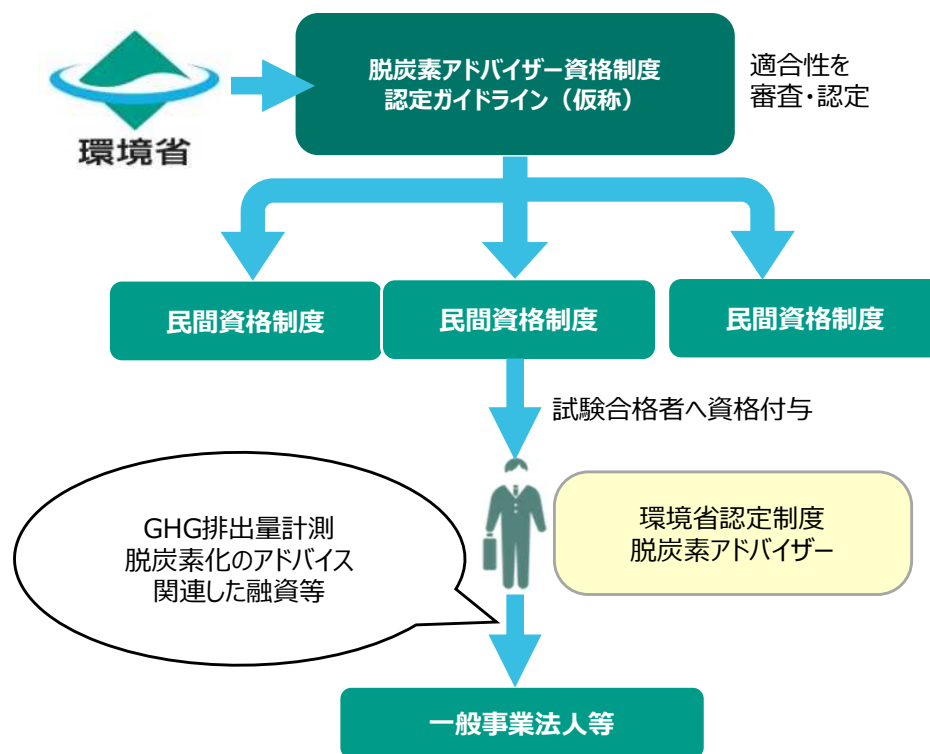 脱炭素アドバイザー資格制度
認定ガイドライン（仮称）
適合性を
審査・認定
環境省
民間資格制度
民間資格制度
民間資格制度
試験合格者へ資格付与
GHG排出量計測
脱炭素化のアドバイス
関連した融資等
環境省認定制度
脱炭素アドバイザー
一般事業法人等